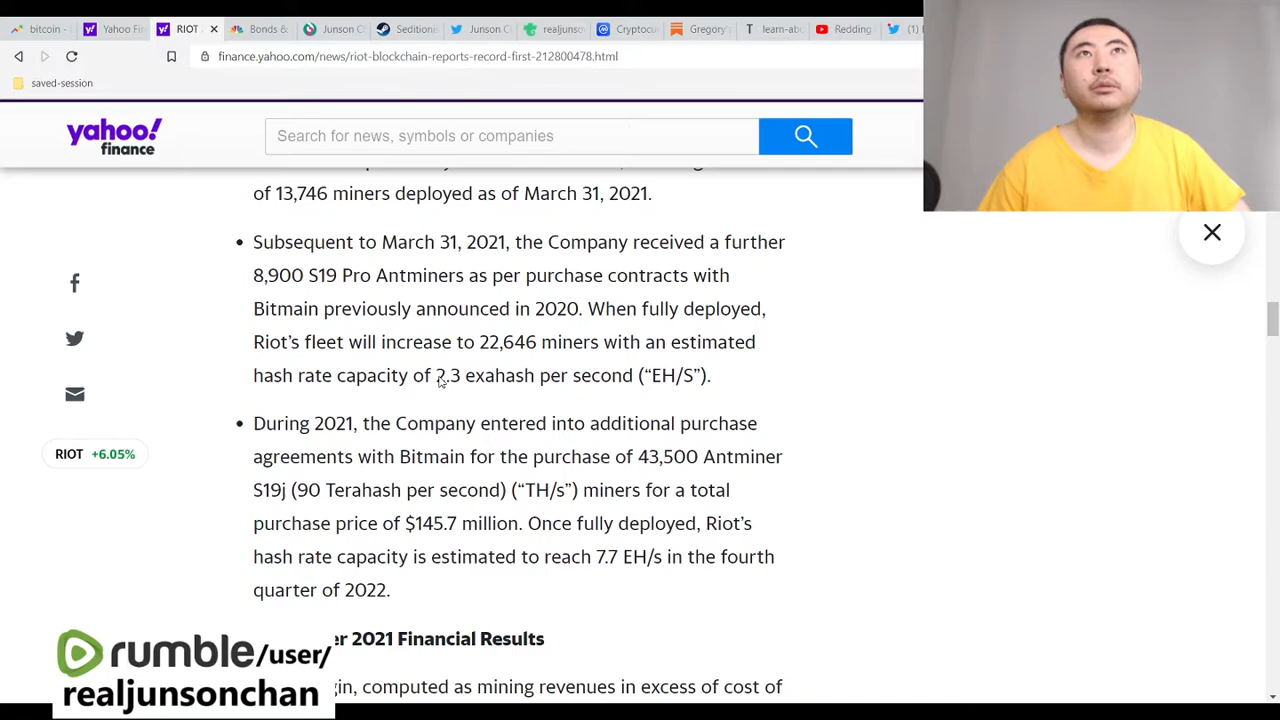 bitcoin -
Yahoo Fin
RIOT
Bonds &
Junson C
Sedition
Junson C
realjunso
Cryptocu
Gregory's
learn-abo
Redding
(1)
finance.yahoo.com/news/riot-blockchain-reports-record-first-212800478.html
saved-session
yahoo!
finance
Search for news, symbols or companies
of 13,746 miners deployed as of March 31, 2021.
Subsequent to March 31, 2021, the Company received a further
8,900 S19 Pro Antminers as per purchase contracts with
Bitmain previously announced in 2020. When fully deployed,
Riot’s fleet will increase to 22,646 miners with an estimated
hash rate capacity of 2.3 exahash per second (“EH/S”).
During 2021, the Company entered into additional purchase
agreements with Bitmain for the purchase of 43,500 Antminer
S19j (90 Terahash per second) (“TH/s”) miners for a total
purchase price of $145.7 million. Once fully deployed, Riot’s
hash rate capacity is estimated to reach 7.7 EH/s in the fourth
quarter of 2022.
RIOT +6.05%
er 2021 Financial Results
gin, computed as mining revenues in excess of cost of
rumble/user/
realjunsonchan